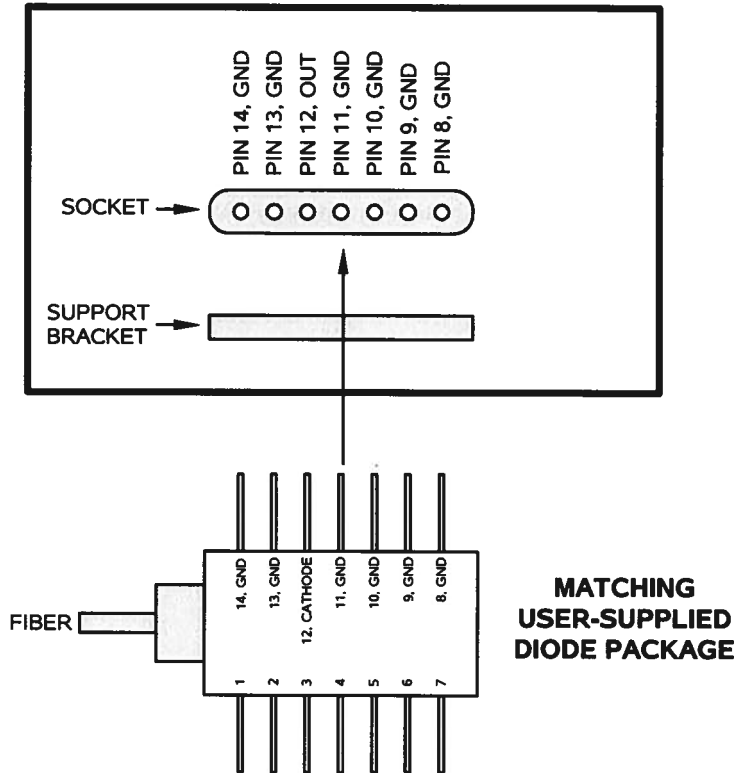 PIN 14, GND
PIN 13, GND
PIN 12, OUT
PIN 11, GND
PIN 10, GND
PIN 9, GND
PIN 8, GND
SOCKET
SUPPORT
BRACKET
14, GND
13, GND
12, CATHODE
11, GND
10, GND
9, GND
8, GND
FIBER
MATCHING
USER-SUPPLIED
DIODE PACKAGE
1
2
3
4
5
6
7